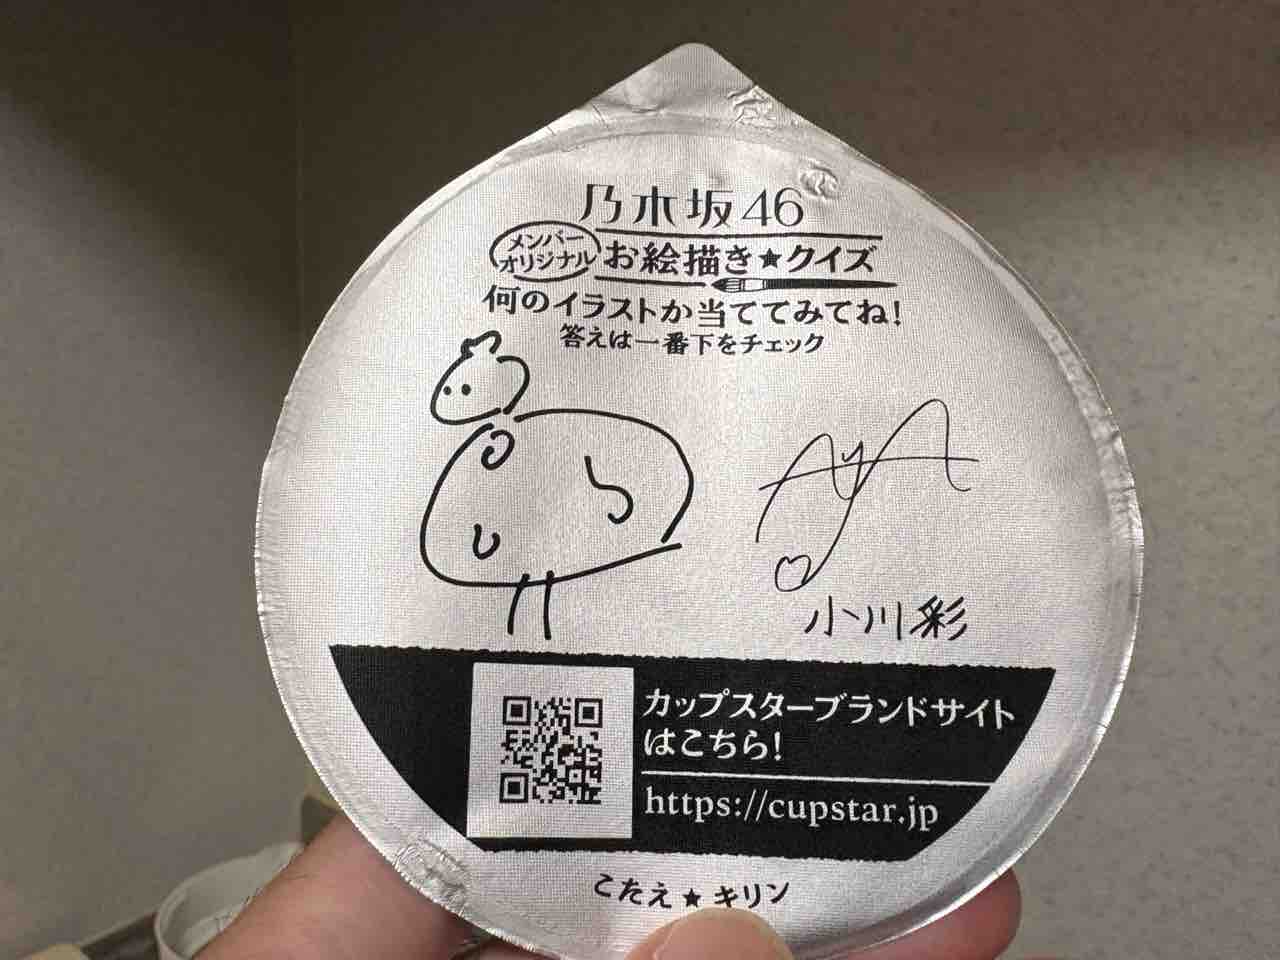 乃木坂46
メンバー
オリジナル
お絵描き★クイズ
何のイラストか当ててみてね!
答えは一番下をチェック
AyA
小川彩
カップスターブランドサイト
はこちら!
https://cupstar.jp
こたえ★キリン